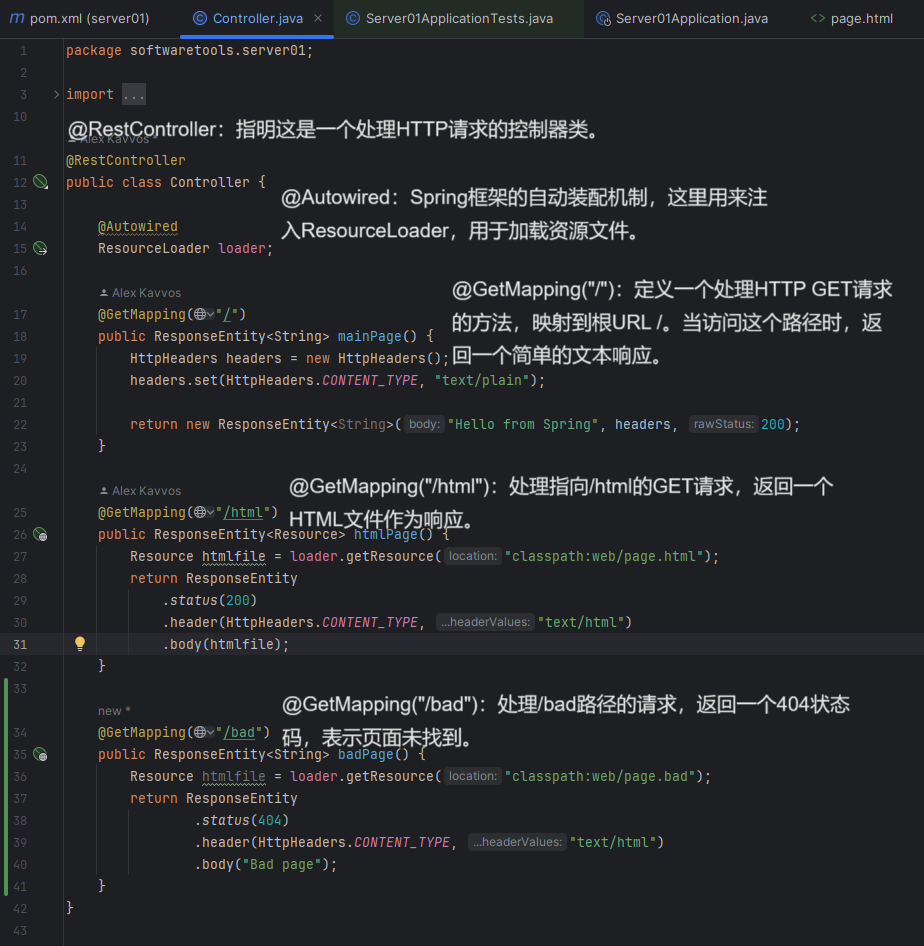 pom.xml (server01) Controller.java Server01ApplicationTests.java Server01Application.java page.html
1 package softwaretools.server01;
2
3 import ...
10
@RestController：指明这是一个处理HTTP请求的控制器类。
Alex Kavvos *
11 @RestController
12 public class Controller {
@Autowired：Spring框架的自动装配机制，这里用来注
13
14 @Autowired
入ResourceLoader，用于加载资源文件。
15 ResourceLoader loader;
16
Alex Kavvos
@GetMapping("/")：定义一个处理HTTP GET请求
17 @GetMapping("/")
的方法，映射到根URL /。当访问这个路径时，返
18 public ResponseEntity<String> mainPage() {
19 HttpHeaders headers = new HttpHeaders();
回一个简单的文本响应。
20 headers.set(HttpHeaders.CONTENT_TYPE, "text/plain");
21
22 return new ResponseEntity<String>( body: "Hello from Spring", headers, rawStatus: 200);
23 }
24
Alex Kavvos
@GetMapping("/html")：处理指向/html的GET请求，返回一个
25 @GetMapping("/html")
HTML文件作为响应。
26 public ResponseEntity<Resource> htmlPage() {
27 Resource htmlfile = loader.getResource( location: "classpath:web/page.html");
28 return ResponseEntity
29 .status(200)
30 .header(HttpHeaders.CONTENT_TYPE, ...headerValues: "text/html")
31 .body(htmlfile);
32 }
33
new *
@GetMapping("/bad")：处理/bad路径的请求，返回一个404状态
34 @GetMapping("/bad")
码，表示页面未找到。
35 public ResponseEntity<String> badPage() {
36 Resource htmlfile = loader.getResource( location: "classpath:web/page.bad");
37 return ResponseEntity
38 .status(404)
39 .header(HttpHeaders.CONTENT_TYPE, ...headerValues: "text/html")
40 .body("Bad page");
41 }
42 }
43